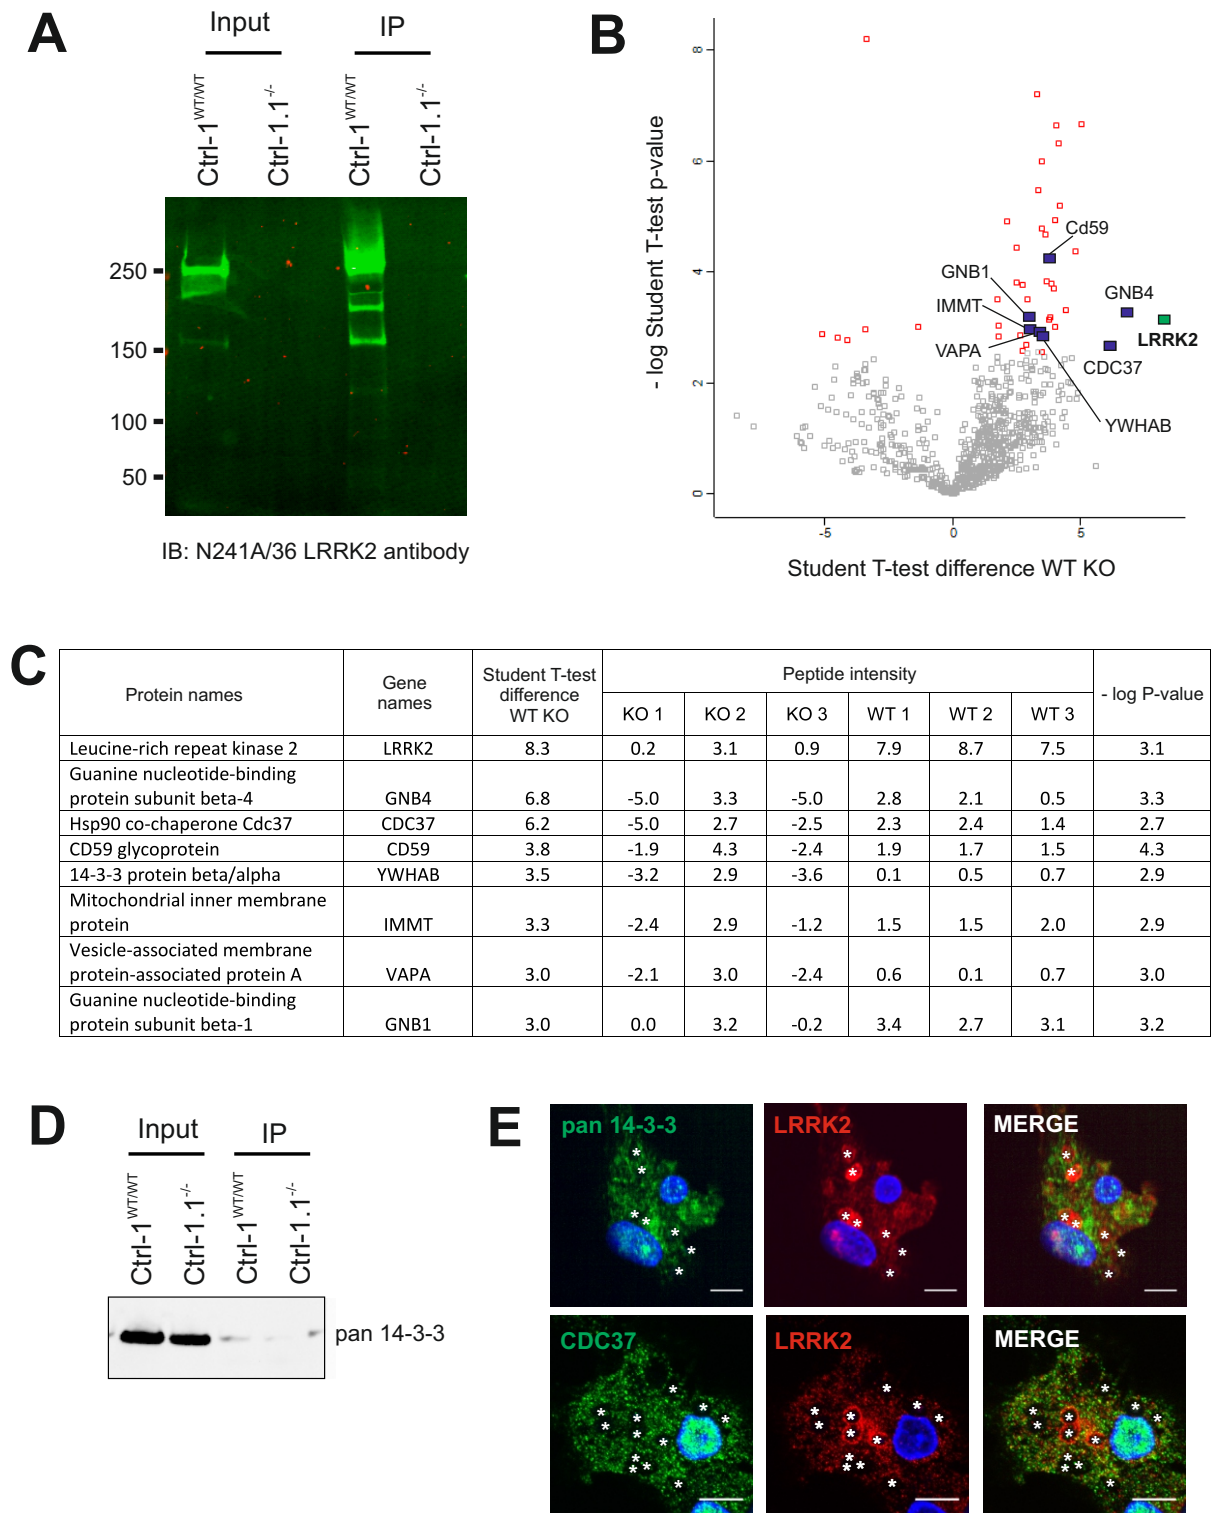 A
Input
IP
Ctrl-1WT/WT
Ctrl-1.1-/-
Ctrl-1WT/WT
Ctrl-1.1-/-
250
150
100
50
IB: N241A/36 LRRK2 antibody
B
- log Student T-test p-value
8
6
4
2
0
-5
0
5
Student T-test difference WT KO
Cd59
GNB1
IMMT
VAPA
GNB4
LRRK2
CDC37
YWHAB
C
Protein names
Gene
names
Student T-test
difference
WT KO
Peptide intensity
- log P-value
KO 1 KO 2 KO 3 WT 1 WT 2 WT 3
Leucine-rich repeat kinase 2 LRRK2 8.3 0.2 3.1 0.9 7.9 8.7 7.5 3.1
Guanine nucleotide-binding
protein subunit beta-4 GNB4 6.8 -5.0 3.3 -5.0 2.8 2.1 0.5 3.3
Hsp90 co-chaperone Cdc37 CDC37 6.2 -5.0 2.7 -2.5 2.3 2.4 1.4 2.7
CD59 glycoprotein CD59 3.8 -1.9 4.3 -2.4 1.9 1.7 1.5 4.3
14-3-3 protein beta/alpha YWHAB 3.5 -3.2 2.9 -3.6 0.1 0.5 0.7 2.9
Mitochondrial inner membrane
protein IMMT 3.3 -2.4 2.9 -1.2 1.5 1.5 2.0 2.9
Vesicle-associated membrane
protein-associated protein A VAPA 3.0 -2.1 3.0 -2.4 0.6 0.1 0.7 3.0
Guanine nucleotide-binding
protein subunit beta-1 GNB1 3.0 0.0 3.2 -0.2 3.4 2.7 3.1 3.2
D
Input
IP
Ctrl-1WT/WT
Ctrl-1.1-/-
Ctrl-1WT/WT
Ctrl-1.1-/-
pan 14-3-3
E
pan 14-3-3
LRRK2
MERGE
CDC37
LRRK2
MERGE